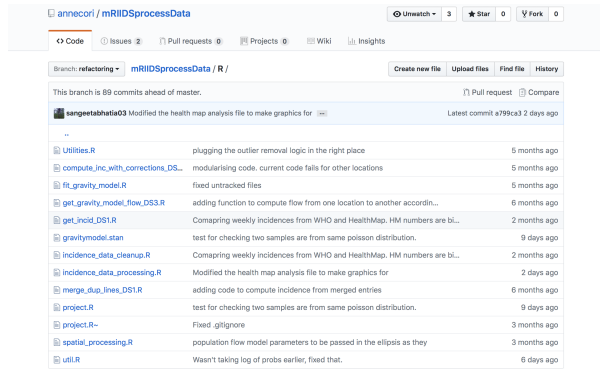 annecori / mRIIDSprocessData
Unwatch 3 Star 0 Fork 0
Code Issues 2 Pull requests 0 Projects 0 Wiki Insights
Branch: refactoring mRIIDSprocessData / R / Create new file Upload files Find file History
This branch is 89 commits ahead of master. Pull request Compare
sangeetabhatia03 Modified the health map analysis file to make graphics for ... Latest commit a799ca3 2 days ago
..
Utilities.R plugging the outlier removal logic in the right place 5 months ago
compute_inc_with_corrections_DS... modularising code. current code fails for other locations 5 months ago
fit_gravity_model.R fixed untracked files 5 months ago
get_gravity_model_flow_DS3.R adding function to compute flow from one location to another accordin... 6 months ago
get_incid_DS1.R Comapring weekly incidences from WHO and HealthMap. HM numbers are bi... 2 months ago
gravitymodel.stan test for checking two samples are from same poisson distribution. 9 days ago
incidence_data_cleanup.R Comapring weekly incidences from WHO and HealthMap. HM numbers are bi... 2 months ago
incidence_data_processing.R Modified the health map analysis file to make graphics for 2 days ago
merge_dup_lines_DS1.R adding code to compute incidence from merged entries 6 months ago
project.R test for checking two samples are from same poisson distribution. 9 days ago
project.R~ Fixed .gitignore 3 months ago
spatial_processing.R population flow model parameters to be passed in the ellipsis as they 3 months ago
util.R Wasn't taking log of probs earlier, fixed that. 6 days ago